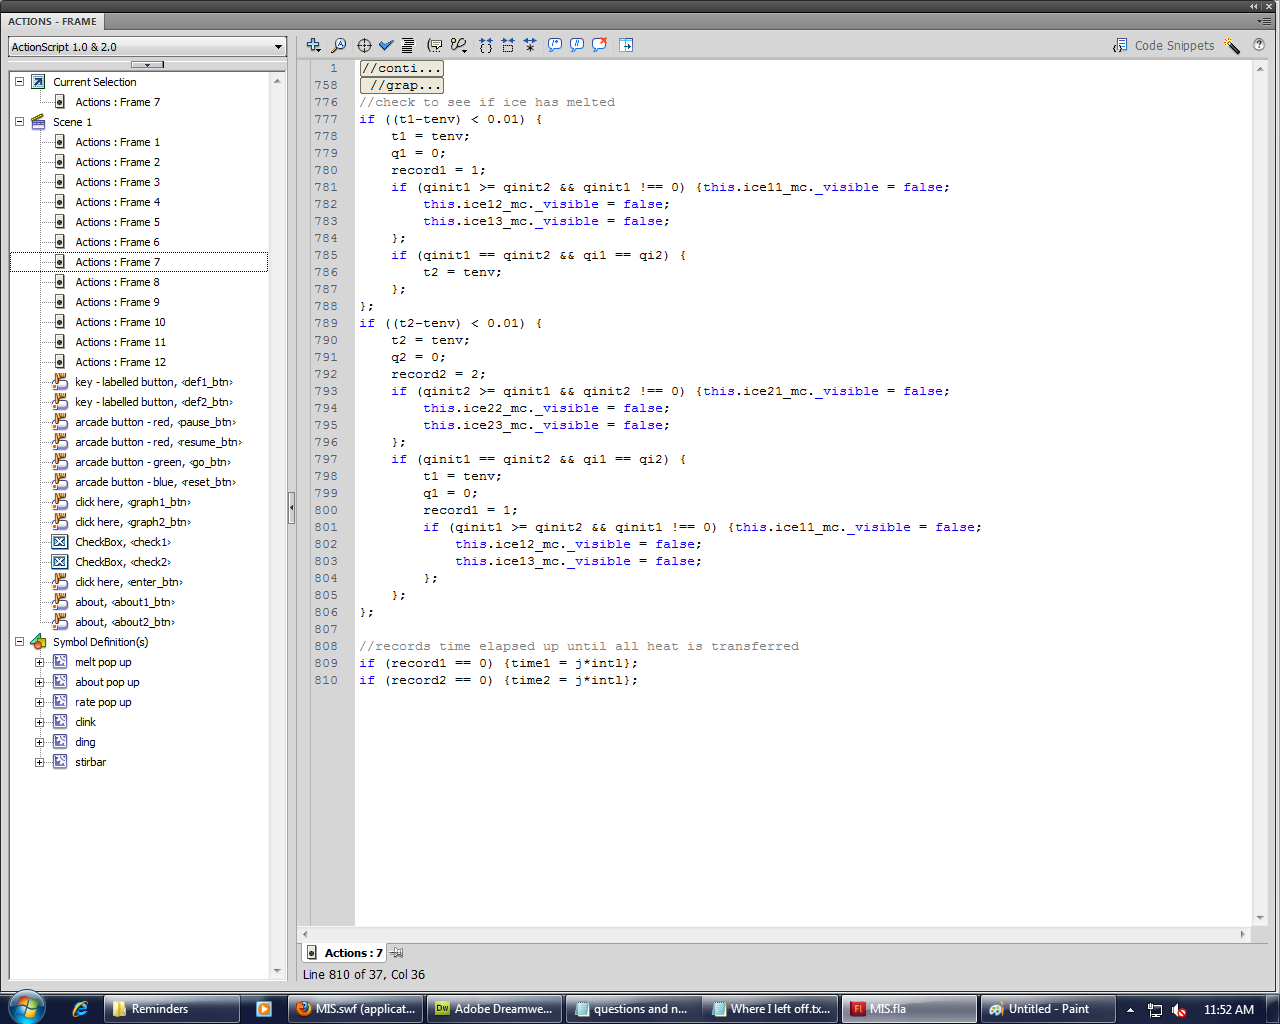 ACTIONS - FRAME
ActionScript 1.0 & 2.0
Code Snippets
Current Selection
Actions : Frame 7
Scene 1
Actions : Frame 1
Actions : Frame 2
Actions : Frame 3
Actions : Frame 4
Actions : Frame 5
Actions : Frame 6
Actions : Frame 7
Actions : Frame 8
Actions : Frame 9
Actions : Frame 10
Actions : Frame 11
Actions : Frame 12
key - labelled button, <def1_btn>
key - labelled button, <def2_btn>
arcade button - red, <pause_btn>
arcade button - red, <resume_btn>
arcade button - green, <go_btn>
arcade button - blue, <reset_btn>
click here, <graph1_btn>
click here, <graph2_btn>
CheckBox, <check1>
CheckBox, <check2>
click here, <enter_btn>
about, <about1_btn>
about, <about2_btn>
Symbol Definition(s)
melt pop up
about pop up
rate pop up
clink
ding
stirbar
1 //conti...
758 //grap...
776 //check to see if ice has melted
777 if ((t1-tenv) < 0.01) {
778 t1 = tenv;
779 q1 = 0;
780 record1 = 1;
781 if (qinit1 >= qinit2 && qinit1 !== 0) {this.ice11_mc._visible = false;
782 this.ice12_mc._visible = false;
783 this.ice13_mc._visible = false;
784 };
785 if (qinit1 == qinit2 && qi1 == qi2) {
786 t2 = tenv;
787 };
788 };
789 if ((t2-tenv) < 0.01) {
790 t2 = tenv;
791 q2 = 0;
792 record2 = 2;
793 if (qinit2 >= qinit1 && qinit2 !== 0) {this.ice21_mc._visible = false;
794 this.ice22_mc._visible = false;
795 this.ice23_mc._visible = false;
796 };
797 if (qinit1 == qinit2 && qi1 == qi2) {
798 t1 = tenv;
799 q1 = 0;
800 record1 = 1;
801 if (qinit1 >= qinit2 && qinit1 !== 0) {this.ice11_mc._visible = false;
802 this.ice12_mc._visible = false;
803 this.ice13_mc._visible = false;
804 };
805 };
806 };
807
808 //records time elapsed up until all heat is transferred
809 if (record1 == 0) {time1 = j*intl};
810 if (record2 == 0) {time2 = j*intl};
Actions : 7
Line 810 of 37, Col 36
Reminders
MIS.swf (applicat...
Dw Adobe Dreamwe...
questions and n...
Where I left off.tx...
Fl MIS.fla
Untitled - Paint
11:52 AM